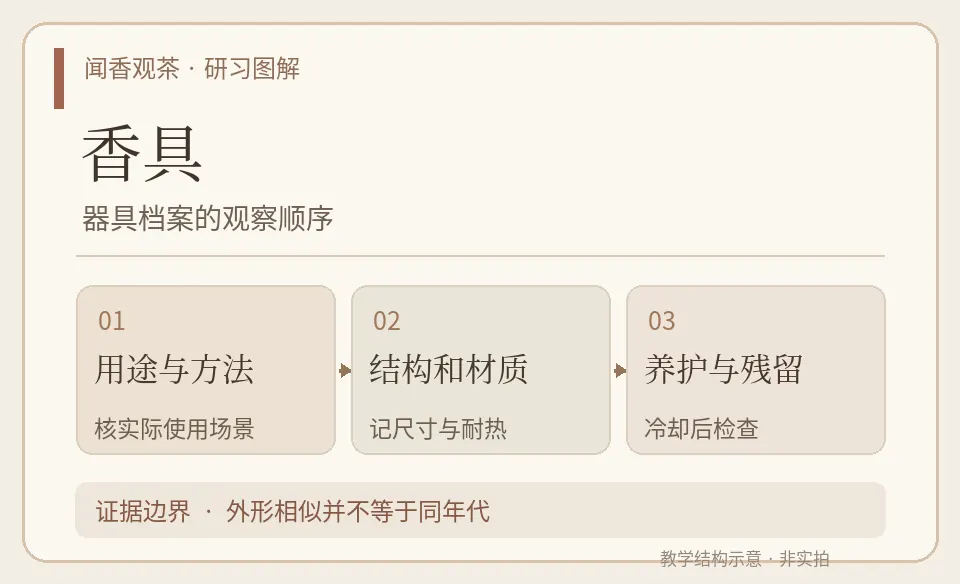 闻香观茶 · 研习图解
香具
器具档案的观察顺序
01
用途与方法
核实际使用场景
02
结构和材质
记尺寸与耐热
03
养护与残留
冷却后检查
证据边界 · 外形相似并不等于同年代
教学结构示意 · 非实拍